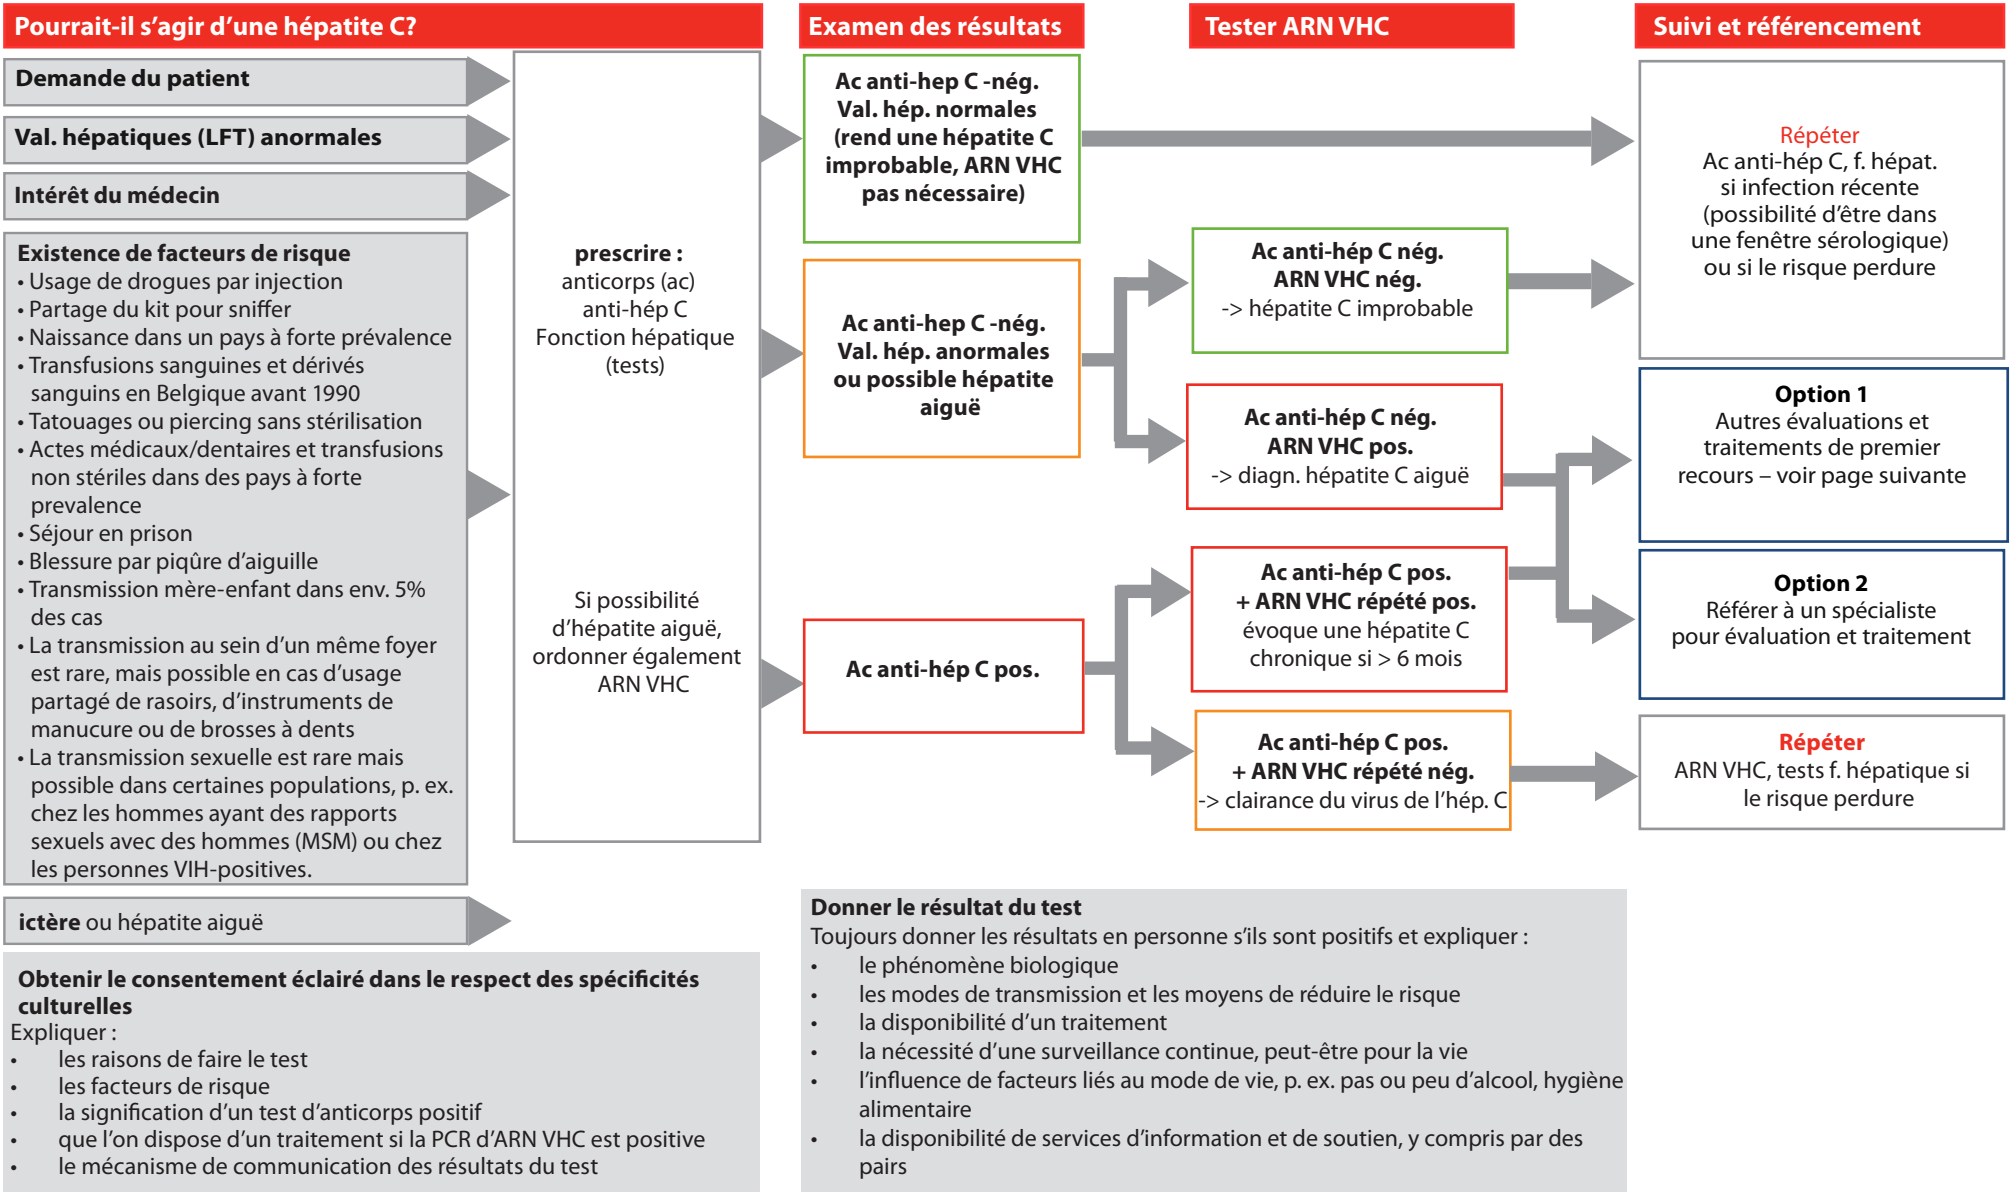 Pourrait-il s'agir d'une hépatite C?
Demande du patient
Val. hépatiques (LFT) anormales
Intérêt du médecin
Existence de facteurs de risque
• Usage de drogues par injection
• Partage du kit pour sniffer
• Naissance dans un pays à forte prévalence
• Transfusions sanguines et dérivés
sanguins en Belgique avant 1990
• Tatouages ou piercing sans stérilisation
• Actes médicaux/dentaires et transfusions
non stériles dans des pays à forte
prevalence
• Séjour en prison
• Blessure par piqûre d'aiguille
• Transmission mère-enfant dans env. 5%
des cas
• La transmission au sein d'un même foyer
est rare, mais possible en cas d'usage
partagé de rasoirs, d'instruments de
manucure ou de brosses à dents
• La transmission sexuelle est rare mais
possible dans certaines populations, p. ex.
chez les hommes ayant des rapports
sexuels avec des hommes (MSM) ou chez
les personnes VIH-positives.
ictère ou hépatite aiguë
prescrire :
anticorps (ac)
anti-hép C
Fonction hépatique
(tests)
Si possibilité
d'hépatite aiguë,
ordonner également
ARN VHC
Examen des résultats
Ac anti-hep C -nég.
Val. hép. normales
(rend une hépatite C
improbable, ARN VHC
pas nécessaire)
Ac anti-hep C -nég.
Val. hép. anormales
ou possible hépatite
aiguë
Ac anti-hép C pos.
Tester ARN VHC
Ac anti-hép C nég.
ARN VHC nég.
-> hépatite C improbable
Ac anti-hép C nég.
ARN VHC pos.
-> diagn. hépatite C aiguë
Ac anti-hép C pos.
+ ARN VHC répété pos.
évoque une hépatite C
chronique si > 6 mois
Ac anti-hép C pos.
+ ARN VHC répété nég.
-> clairance du virus de l'hép. C
Suivi et référencement
Répéter
Ac anti-hép C, f. hépat.
si infection récente
(possibilité d'être dans
une fenêtre sérologique)
ou si le risque perdure
Option 1
Autres évaluations et
traitements de premier
recours – voir page suivante
Option 2
Référer à un spécialiste
pour évaluation et traitement
Répéter
ARN VHC, tests f. hépatique si
le risque perdure
Obtenir le consentement éclairé dans le respect des spécificités
culturelles
Expliquer :
• les raisons de faire le test
• les facteurs de risque
• la signification d'un test d'anticorps positif
• que l'on dispose d'un traitement si la PCR d'ARN VHC est positive
• le mécanisme de communication des résultats du test
Donner le résultat du test
Toujours donner les résultats en personne s'ils sont positifs et expliquer :
• le phénomène biologique
• les modes de transmission et les moyens de réduire le risque
• la disponibilité d'un traitement
• la nécessité d'une surveillance continue, peut-être pour la vie
• l'influence de facteurs liés au mode de vie, p. ex. pas ou peu d'alcool, hygiène
alimentaire
• la disponibilité de services d'information et de soutien, y compris par des
pairs